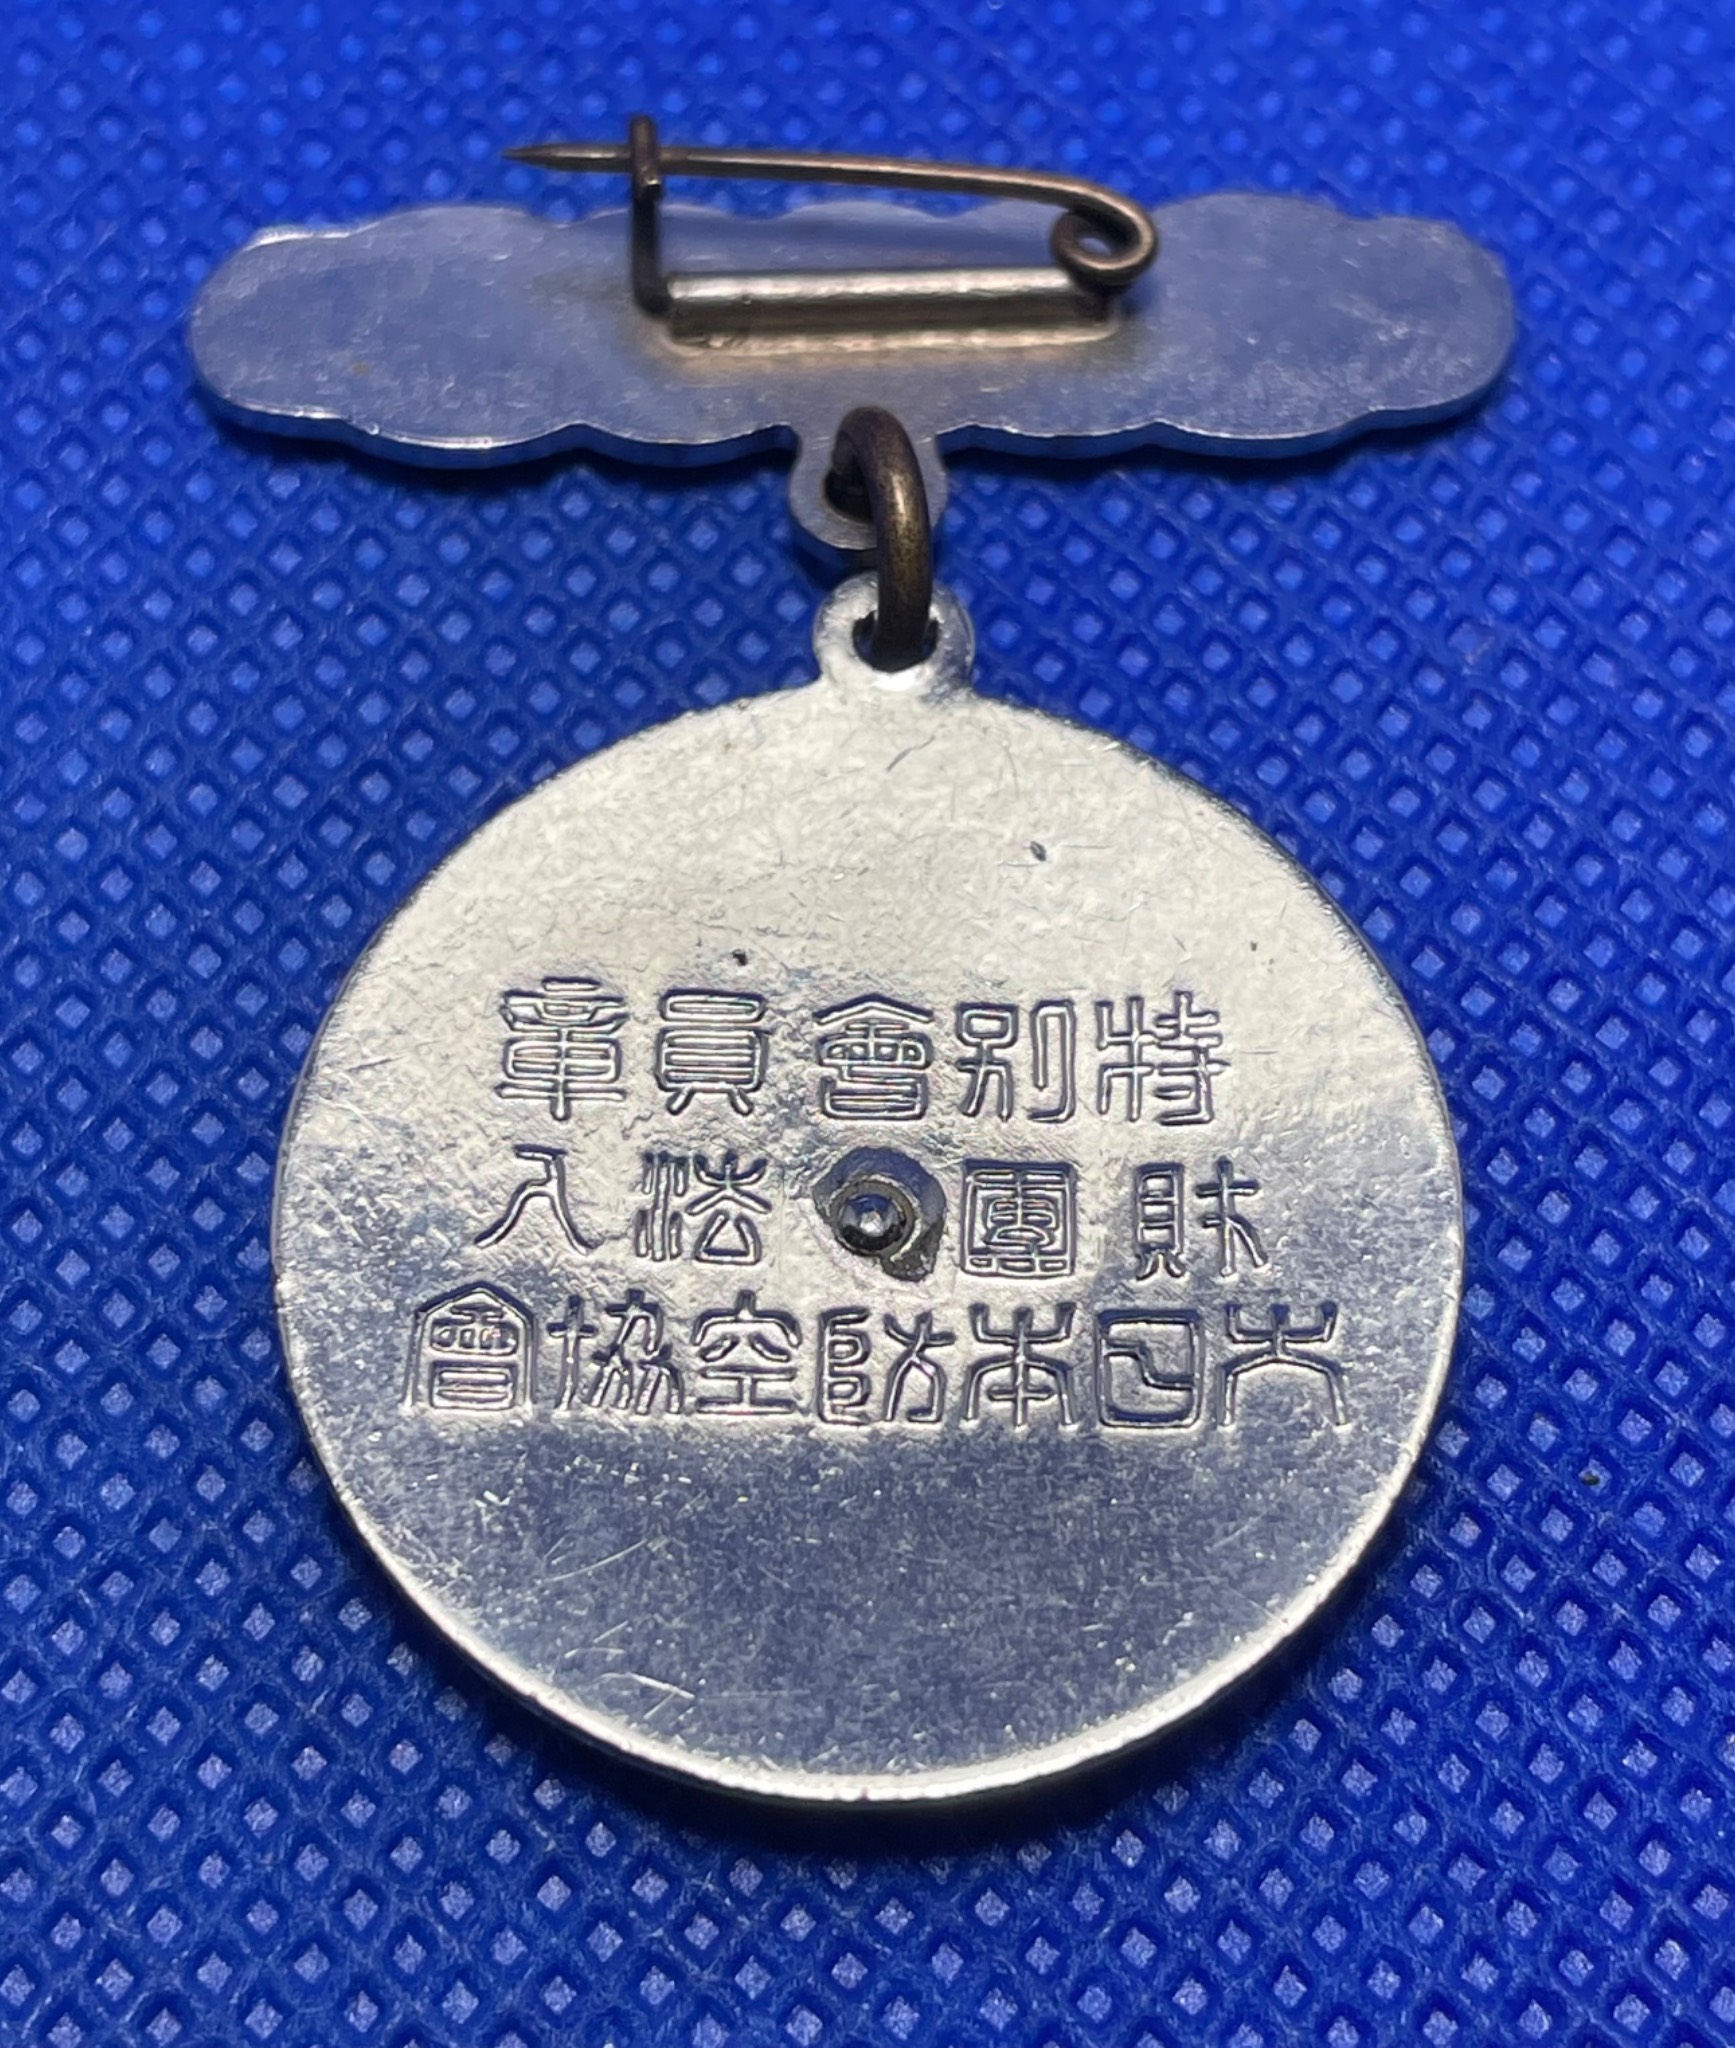 特別會員章
財團法人
大日本防空協會